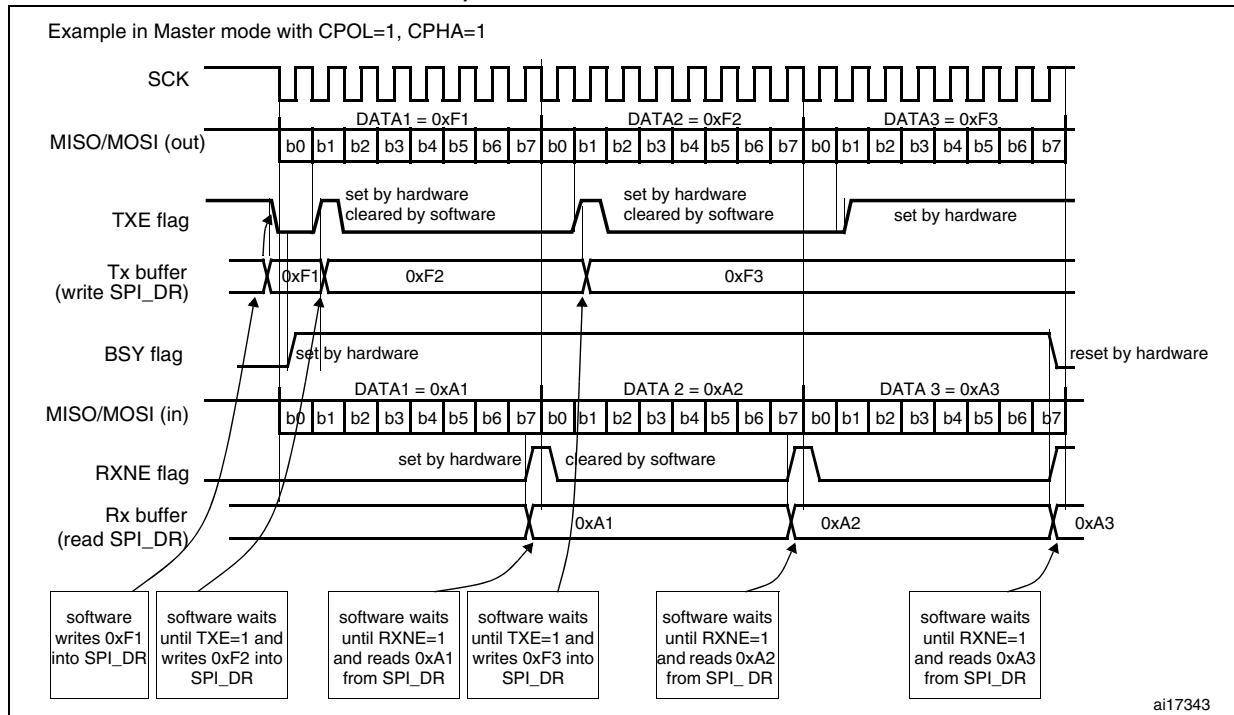 Example in Master mode with CPOL=1, CPHA=1
SCK
DATA1 = 0xF1 DATA2 = 0xF2 DATA3 = 0xF3
MISO/MOSI (out) b0 b1 b2 b3 b4 b5 b6 b7 b0 b1 b2 b3 b4 b5 b6 b7 b0 b1 b2 b3 b4 b5 b6 b7
set by hardware set by hardware
cleared by software cleared by software set by hardware
TXE flag
Tx buffer 0xF1 0xF2 0xF3
(write SPI_DR)
BSY flag set by hardware reset by hardware
DATA1 = 0xA1 DATA 2 = 0xA2 DATA 3 = 0xA3
MISO/MOSI (in) b0 b1 b2 b3 b4 b5 b6 b7 b0 b1 b2 b3 b4 b5 b6 b7 b0 b1 b2 b3 b4 b5 b6 b7
RXNE flag set by hardware cleared by software
Rx buffer 0xA1 0xA2 0xA3
(read SPI_DR)
software
writes 0xF1
into SPI_DR
software waits
until TXE=1 and
writes 0xF2 into
SPI_DR
software waits
until RXNE=1
and reads 0xA1
from SPI_DR
software waits
until TXE=1 and
writes 0xF3 into
SPI_DR
software waits
until RXNE=1
and reads 0xA2
from SPI_ DR
software waits
until RXNE=1
and reads 0xA3
from SPI_DR
ai17343